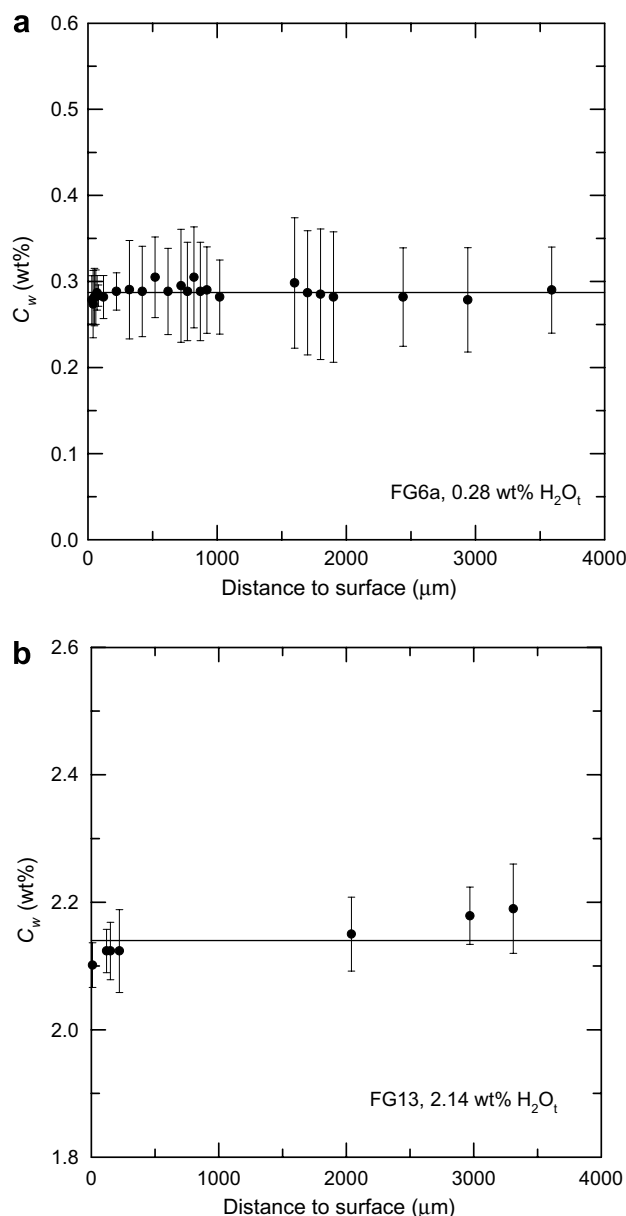 a
0.6
0.5
0.4
0.3
0.2
0.1
0.0
C_w (wt%)
FG6a, 0.28 wt% H₂Oₜ
0 1000 2000 3000 4000
Distance to surface (μm)
b
2.6
2.4
2.2
2.0
1.8
C_w (wt%)
FG13, 2.14 wt% H₂Oₜ
0 1000 2000 3000 4000
Distance to surface (μm)